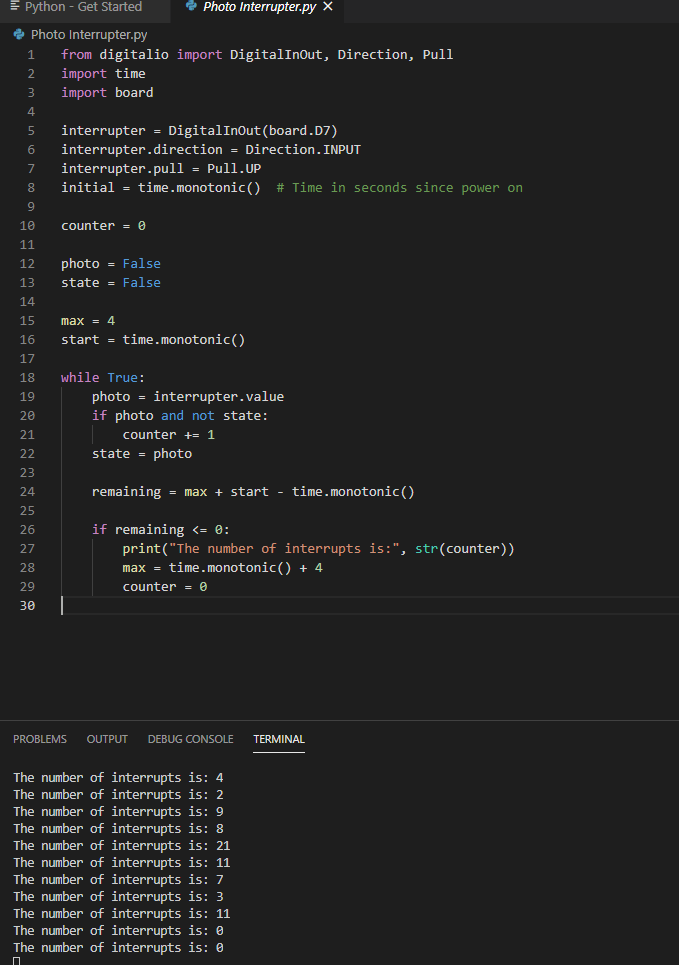 Python - Get Started
Photo Interrupter.py
Photo Interrupter.py
1 from digitalio import DigitalInOut, Direction, Pull
2 import time
3 import board
4
5 interrupter = DigitalInOut(board.D7)
6 interrupter.direction = Direction.INPUT
7 interrupter.pull = Pull.UP
8 initial = time.monotonic()  # Time in seconds since power on
9
10 counter = 0
11
12 photo = False
13 state = False
14
15 max = 4
16 start = time.monotonic()
17
18 while True:
19     photo = interrupter.value
20     if photo and not state:
21         counter += 1
22     state = photo
23
24     remaining = max + start - time.monotonic()
25
26     if remaining <= 0:
27         print("The number of interrupts is:", str(counter))
28         max = time.monotonic() + 4
29         counter = 0
30
PROBLEMS OUTPUT DEBUG CONSOLE TERMINAL
The number of interrupts is: 4
The number of interrupts is: 2
The number of interrupts is: 9
The number of interrupts is: 8
The number of interrupts is: 21
The number of interrupts is: 11
The number of interrupts is: 7
The number of interrupts is: 3
The number of interrupts is: 11
The number of interrupts is: 0
The number of interrupts is: 0